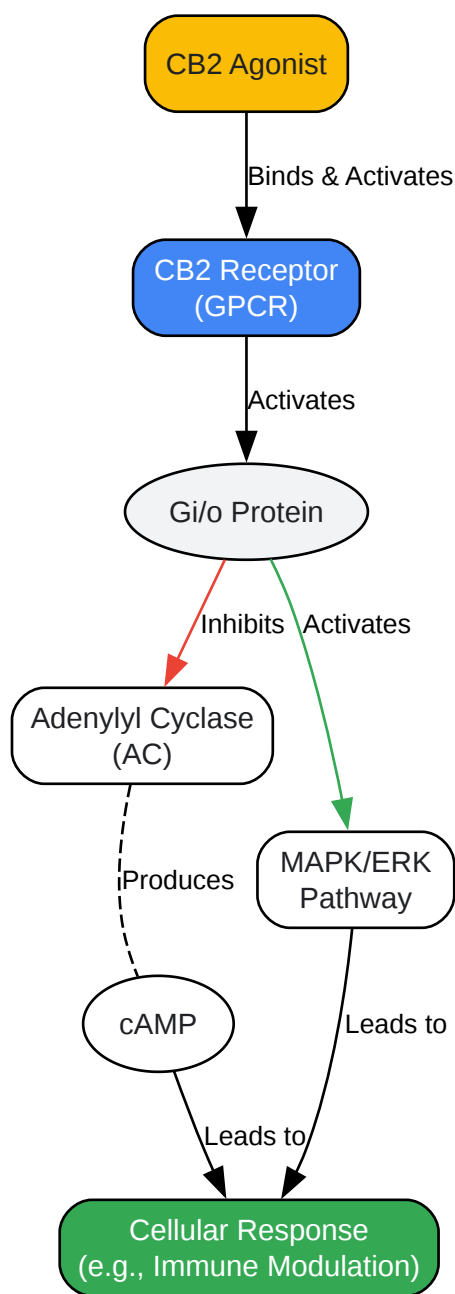 CB2 Agonist
Binds & Activates
CB2 Receptor
(GPCR)
Activates
Gi/o Protein
Inhibits
Activates
Adenylyl Cyclase
(AC)
Produces
MAPK/ERK
Pathway
cAMP
Leads to
Leads to
Cellular Response
(e.g., Immune Modulation)